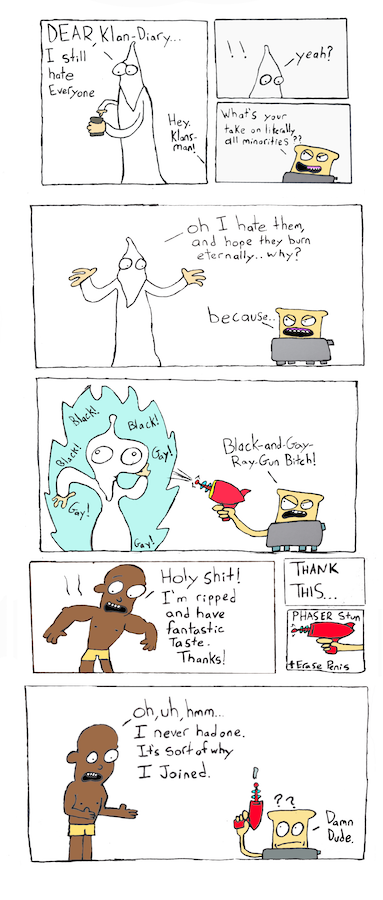 DEAR Klan-Diary...
I still
hate
Everyone
Hey,
Klans-
man!
!!
yeah?
What's your
take on literally
all minorities??
oh I hate them,
and hope they burn
eternally.. why?
because..
Black!
Black!
Black!
Gay!
Gay!
Gay!
Black-and-Gay-
Ray-Gun Bitch!
Holy shit!
I'm ripped
and have
fantastic
Taste.
Thanks!
THANK
THIS...
PHASER Stun
+Erase Penis
oh, uh, hmm...
I never had one.
It's sort of why
I Joined.
??
Damn
Dude.